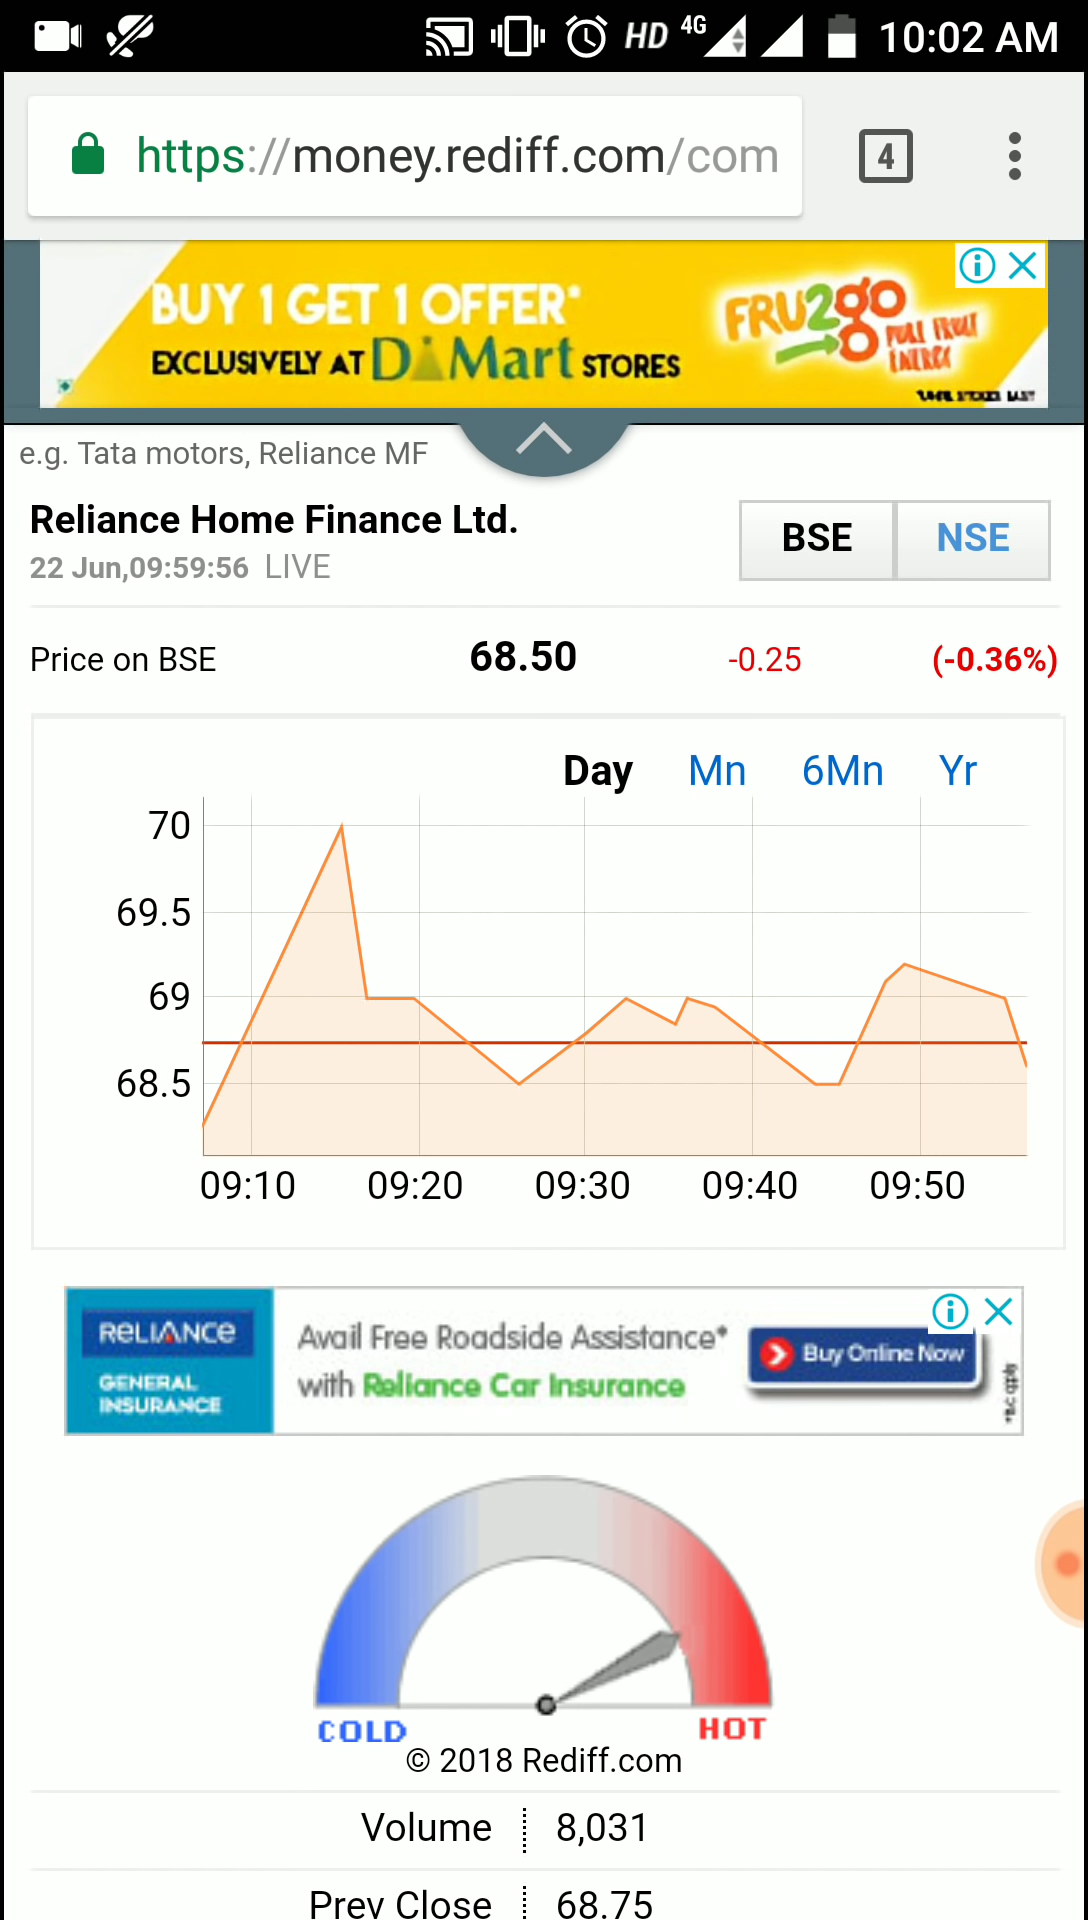 HD 4G 10:02 AM
https://money.rediff.com/com
4
BUY 1 GET 1 OFFER*
EXCLUSIVELY AT D Mart STORES
FRU2go
PULL FRUIT
ENERGY
e.g. Tata motors, Reliance MF
Reliance Home Finance Ltd.
BSE NSE
22 Jun,09:59:56 LIVE
Price on BSE 68.50 -0.25 (-0.36%)
Day Mn 6Mn Yr
70
69.5
69
68.5
09:10 09:20 09:30 09:40 09:50
RELIANCE
GENERAL
INSURANCE
Avail Free Roadside Assistance*
with Reliance Car Insurance
Buy Online Now
COLD HOT
© 2018 Rediff.com
Volume 8,031
Prev Close 68.75